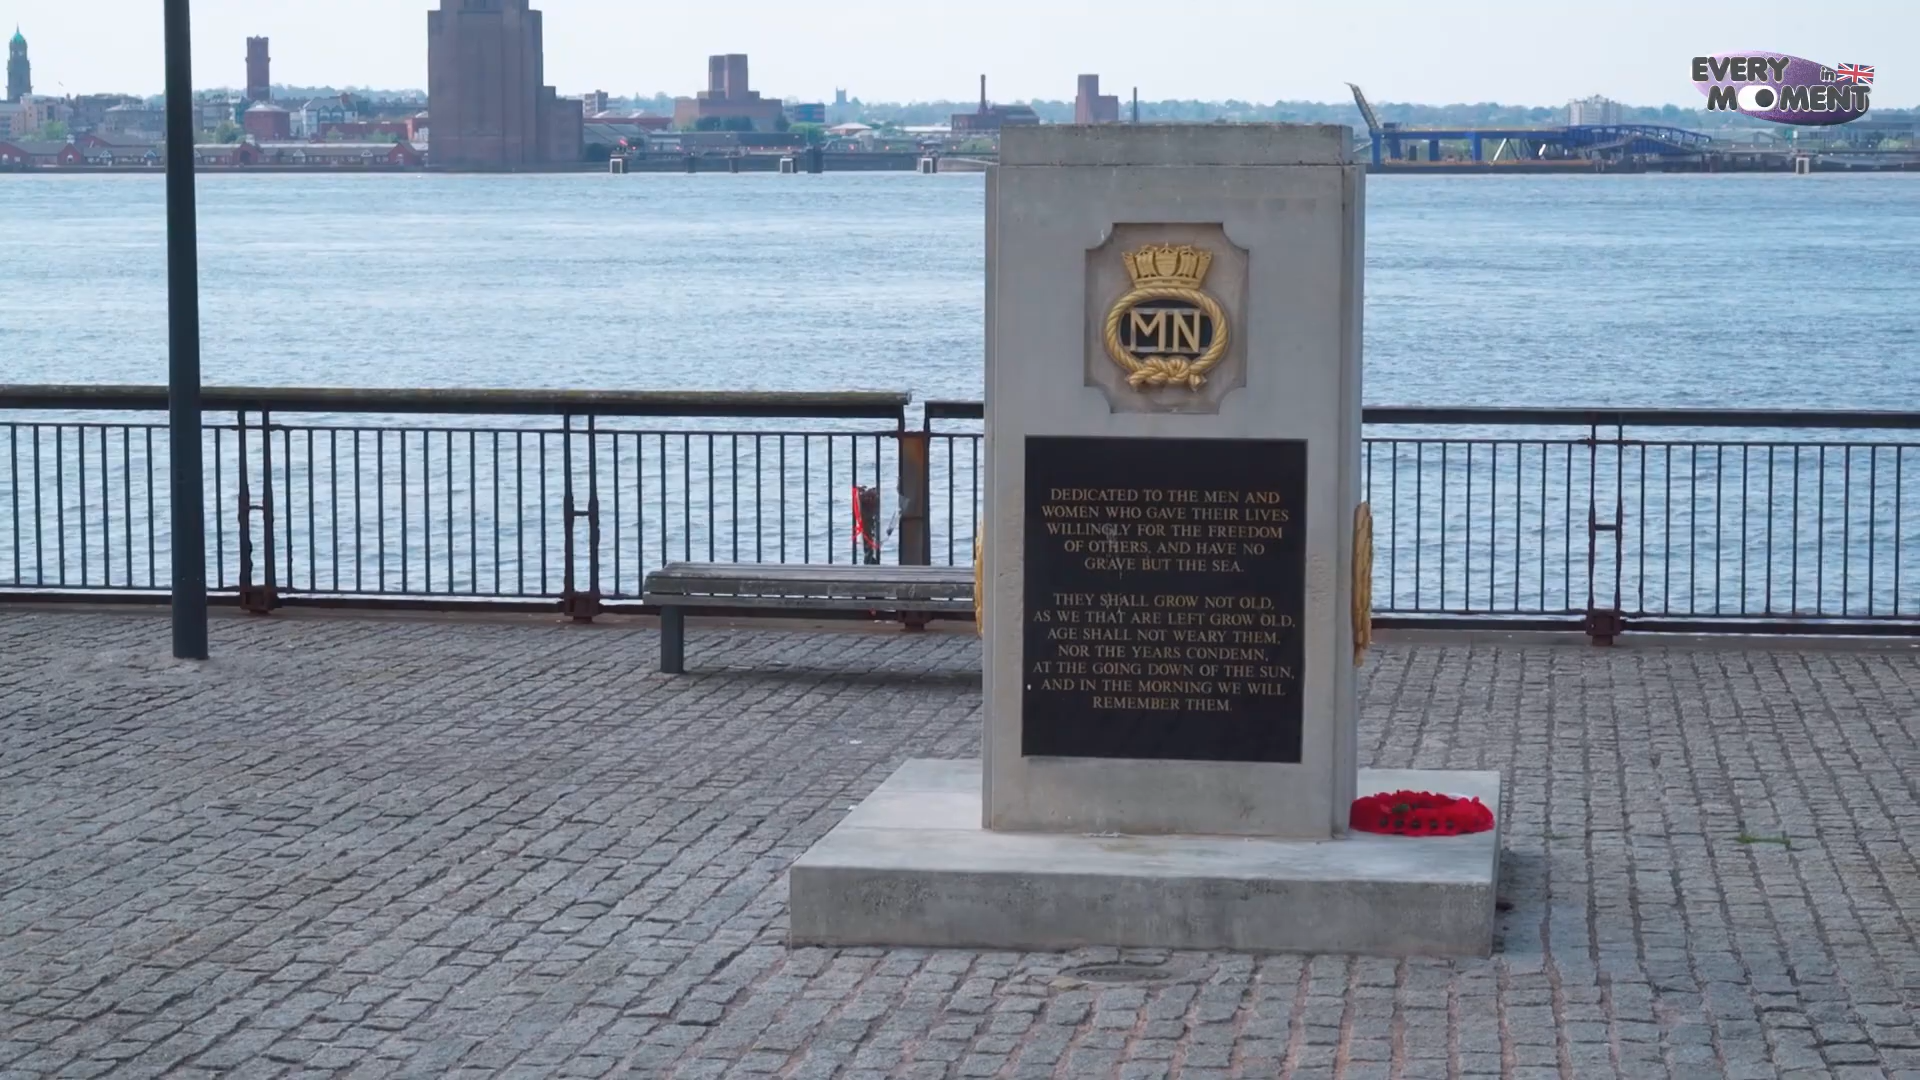 EVERY in
MOMENT
MN
DEDICATED TO THE MEN AND
WOMEN WHO GAVE THEIR LIVES
WILLINGLY FOR THE FREEDOM
OF OTHERS, AND HAVE NO
GRAVE BUT THE SEA.
THEY SHALL GROW NOT OLD,
AS WE THAT ARE LEFT GROW OLD,
AGE SHALL NOT WEARY THEM,
NOR THE YEARS CONDEMN,
AT THE GOING DOWN OF THE SUN,
AND IN THE MORNING WE WILL
REMEMBER THEM.